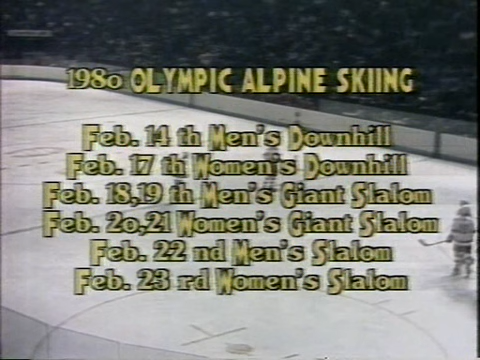 1980 OLYMPIC ALPINE SKIING
Feb. 14 th Men's Downhill
Feb. 17 th Women's Downhill
Feb. 18,19 th Men's Giant Slalom
Feb. 20,21 Women's Giant Slalom
Feb. 22 nd Men's Slalom
Feb. 23 rd Women's Slalom